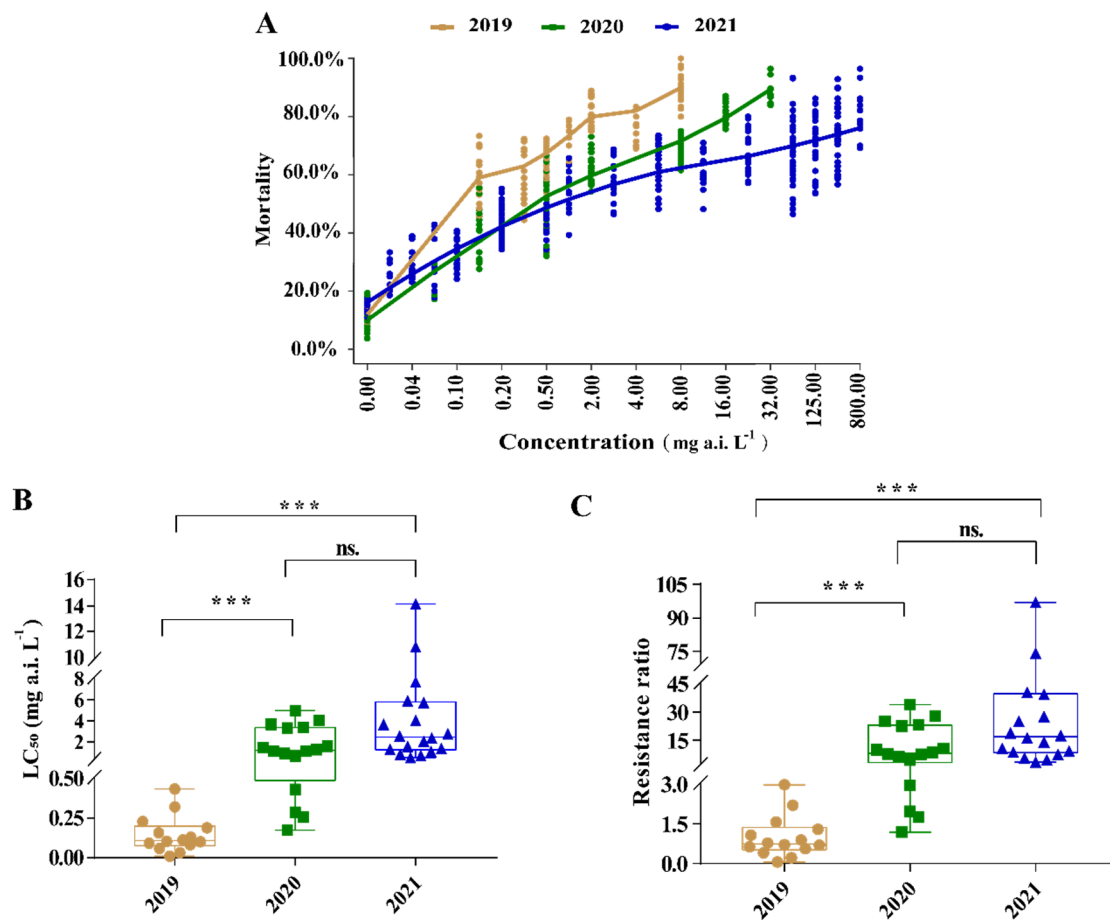 A
2019 2020 2021
100.0%
80.0%
60.0%
40.0%
20.0%
0.0%
Mortality
0.00 0.04 0.10 0.20 0.50 2.00 4.00 8.00 16.00 32.00 125.00 800.00
Concentration (mg a.i. L⁻¹)
B
***
ns.
***
16
14
12
10
8
6
4
2
0.50
0.25
0.00
LC₅₀ (mg a.i. L⁻¹)
2019 2020 2021
C
***
ns.
***
105
90
75
45
30
15
3.0
1.5
0.0
Resistance ratio
2019 2020 2021